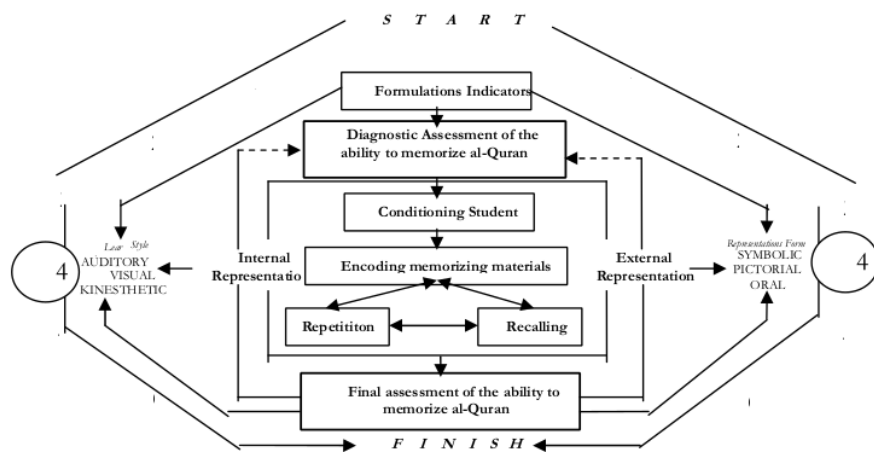 S T A R T
Formulations Indicators
Diagnostic Assessment of the
ability to memorize al-Quran
Conditioning Student
Lear Style
AUDITORY
VISUAL
KINESTHETIC
4
Internal
Representatio
Encoding memorizing materials
External
Representation
Representations Form
SYMBOLIC
PICTORIAL
ORAL
4
Repetititon
Recalling
Final assessment of the ability to
memorize al-Quran
F I N I S H